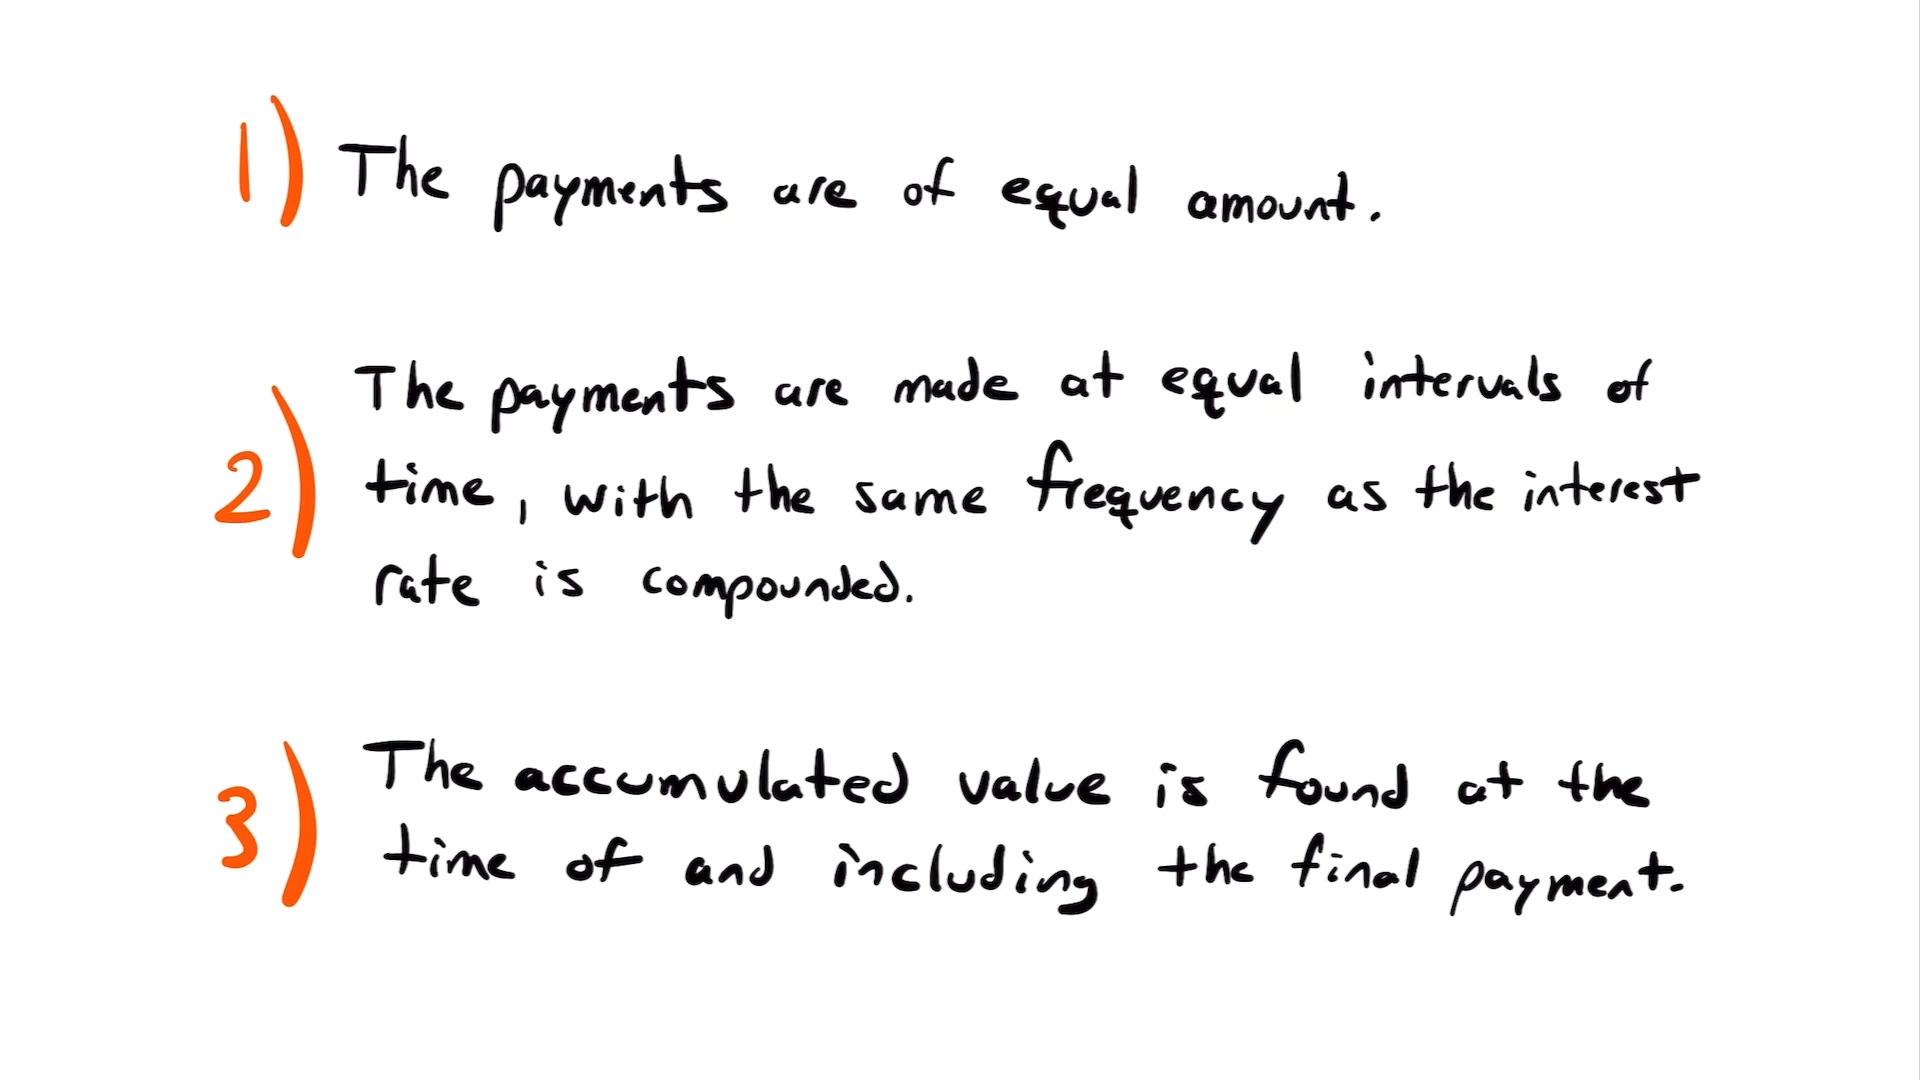 1) The payments are of equal amount.
2) The payments are made at equal intervals of
time, with the same frequency as the interest
rate is compounded.
3) The accumulated value is found at the
time of and including the final payment.